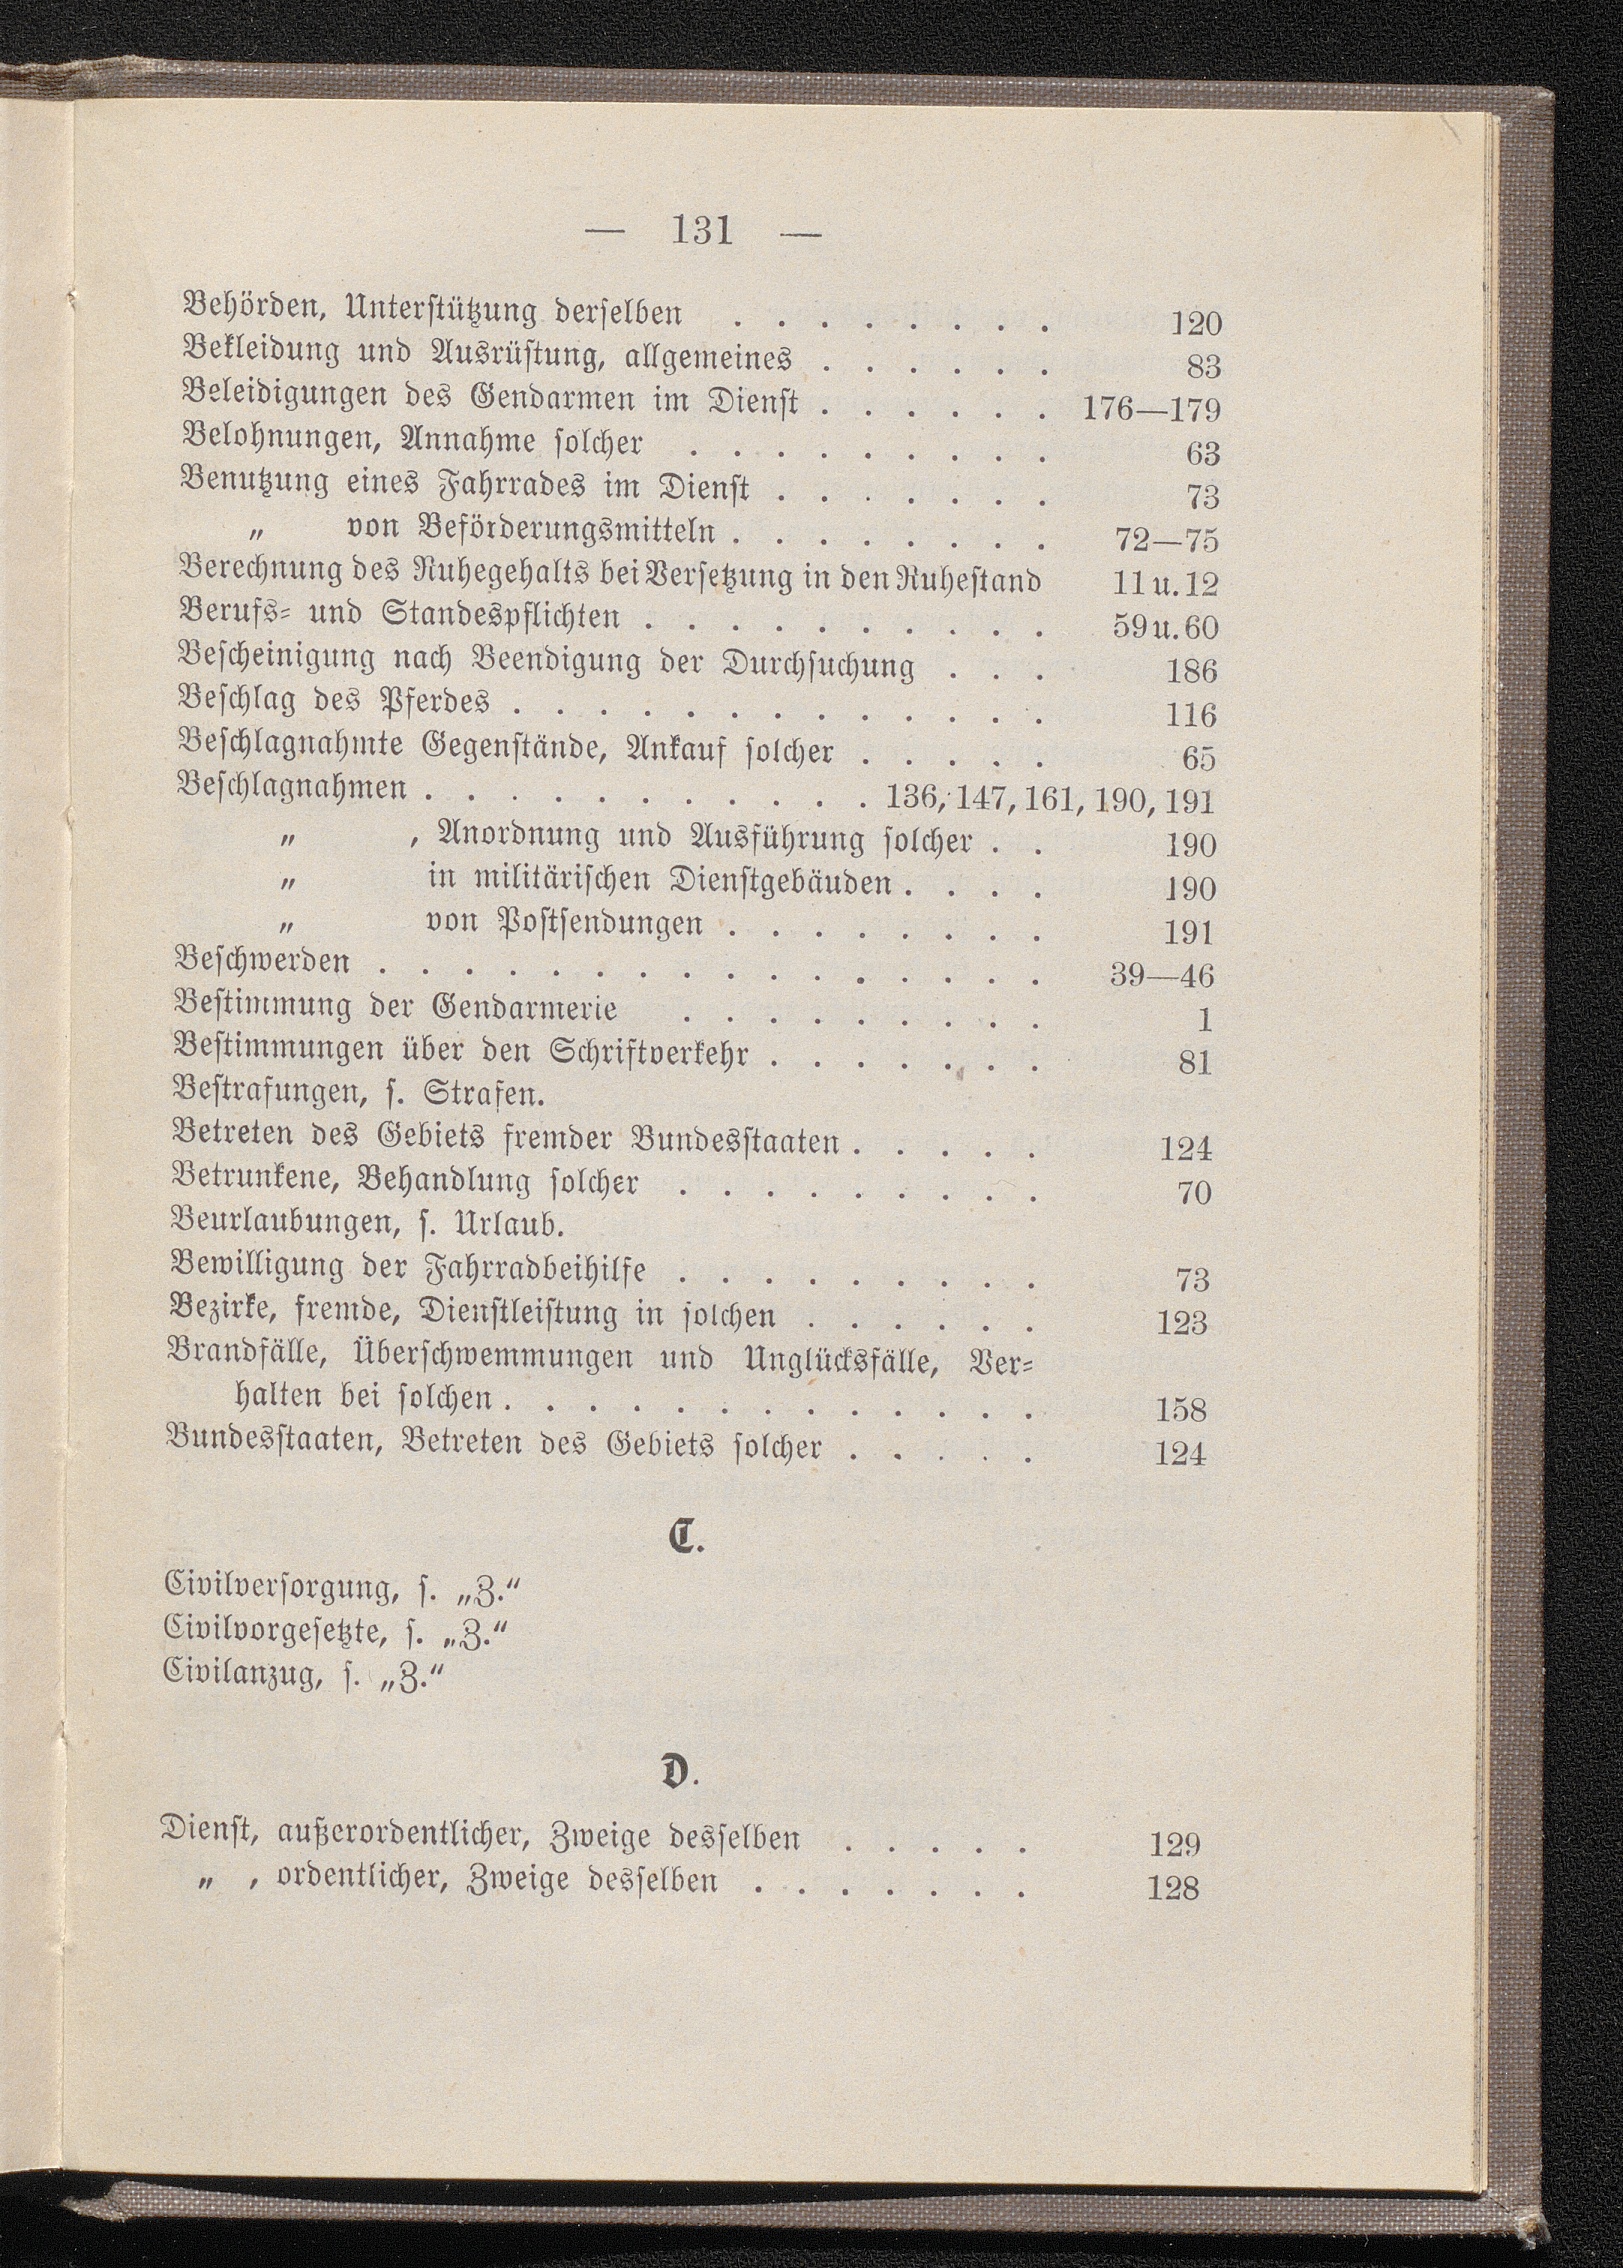 — 131 —
Behörden, Unterstützung derselben . . . . . . . . 120
Bekleidung und Ausrüstung, allgemeines . . . . . . 83
Beleidigungen des Gendarmen im Dienst . . . . . . 176—179
Belohnungen, Annahme solcher . . . . . . . . . 63
Benutzung eines Fahrrades im Dienst . . . . . . . 73
„ von Beförderungsmitteln . . . . . . . . 72—75
Berechnung des Ruhegehalts bei Versetzung in den Ruhestand 11 u. 12
Berufs- und Standespflichten . . . . . . . . . . 59 u. 60
Bescheinigung nach Beendigung der Durchsuchung . . . 186
Beschlag des Pferdes . . . . . . . . . . . . . 116
Beschlagnahmte Gegenstände, Ankauf solcher . . . . . 65
Beschlagnahmen . . . . . . . . . . . 136, 147, 161, 190, 191
„ , Anordnung und Ausführung solcher . . 190
„ in militärischen Dienstgebäuden . . . . 190
„ von Postsendungen . . . . . . . . 191
Beschwerden . . . . . . . . . . . . . . . . 39—46
Bestimmung der Gendarmerie . . . . . . . . . 1
Bestimmungen über den Schriftverkehr . . . . . . . 81
Bestrafungen, s. Strafen.
Betreten des Gebiets fremder Bundesstaaten . . . . . 124
Betrunkene, Behandlung solcher . . . . . . . . . 70
Beurlaubungen, s. Urlaub.
Bewilligung der Fahrradbeihilfe . . . . . . . . . 73
Bezirke, fremde, Dienstleistung in solchen . . . . . . 123
Brandfälle, Überschwemmungen und Unglücksfälle, Ver-
halten bei solchen . . . . . . . . . . . . . 158
Bundesstaaten, Betreten des Gebiets solcher . . . . . 124
C.
Civilversorgung, s. „Z.“
Civilvorgesetzte, s. „Z.“
Civilanzug, s. „Z.“
D.
Dienst, außerordentlicher, Zweige desselben . . . . . 129
„ , ordentlicher, Zweige desselben . . . . . . . 128